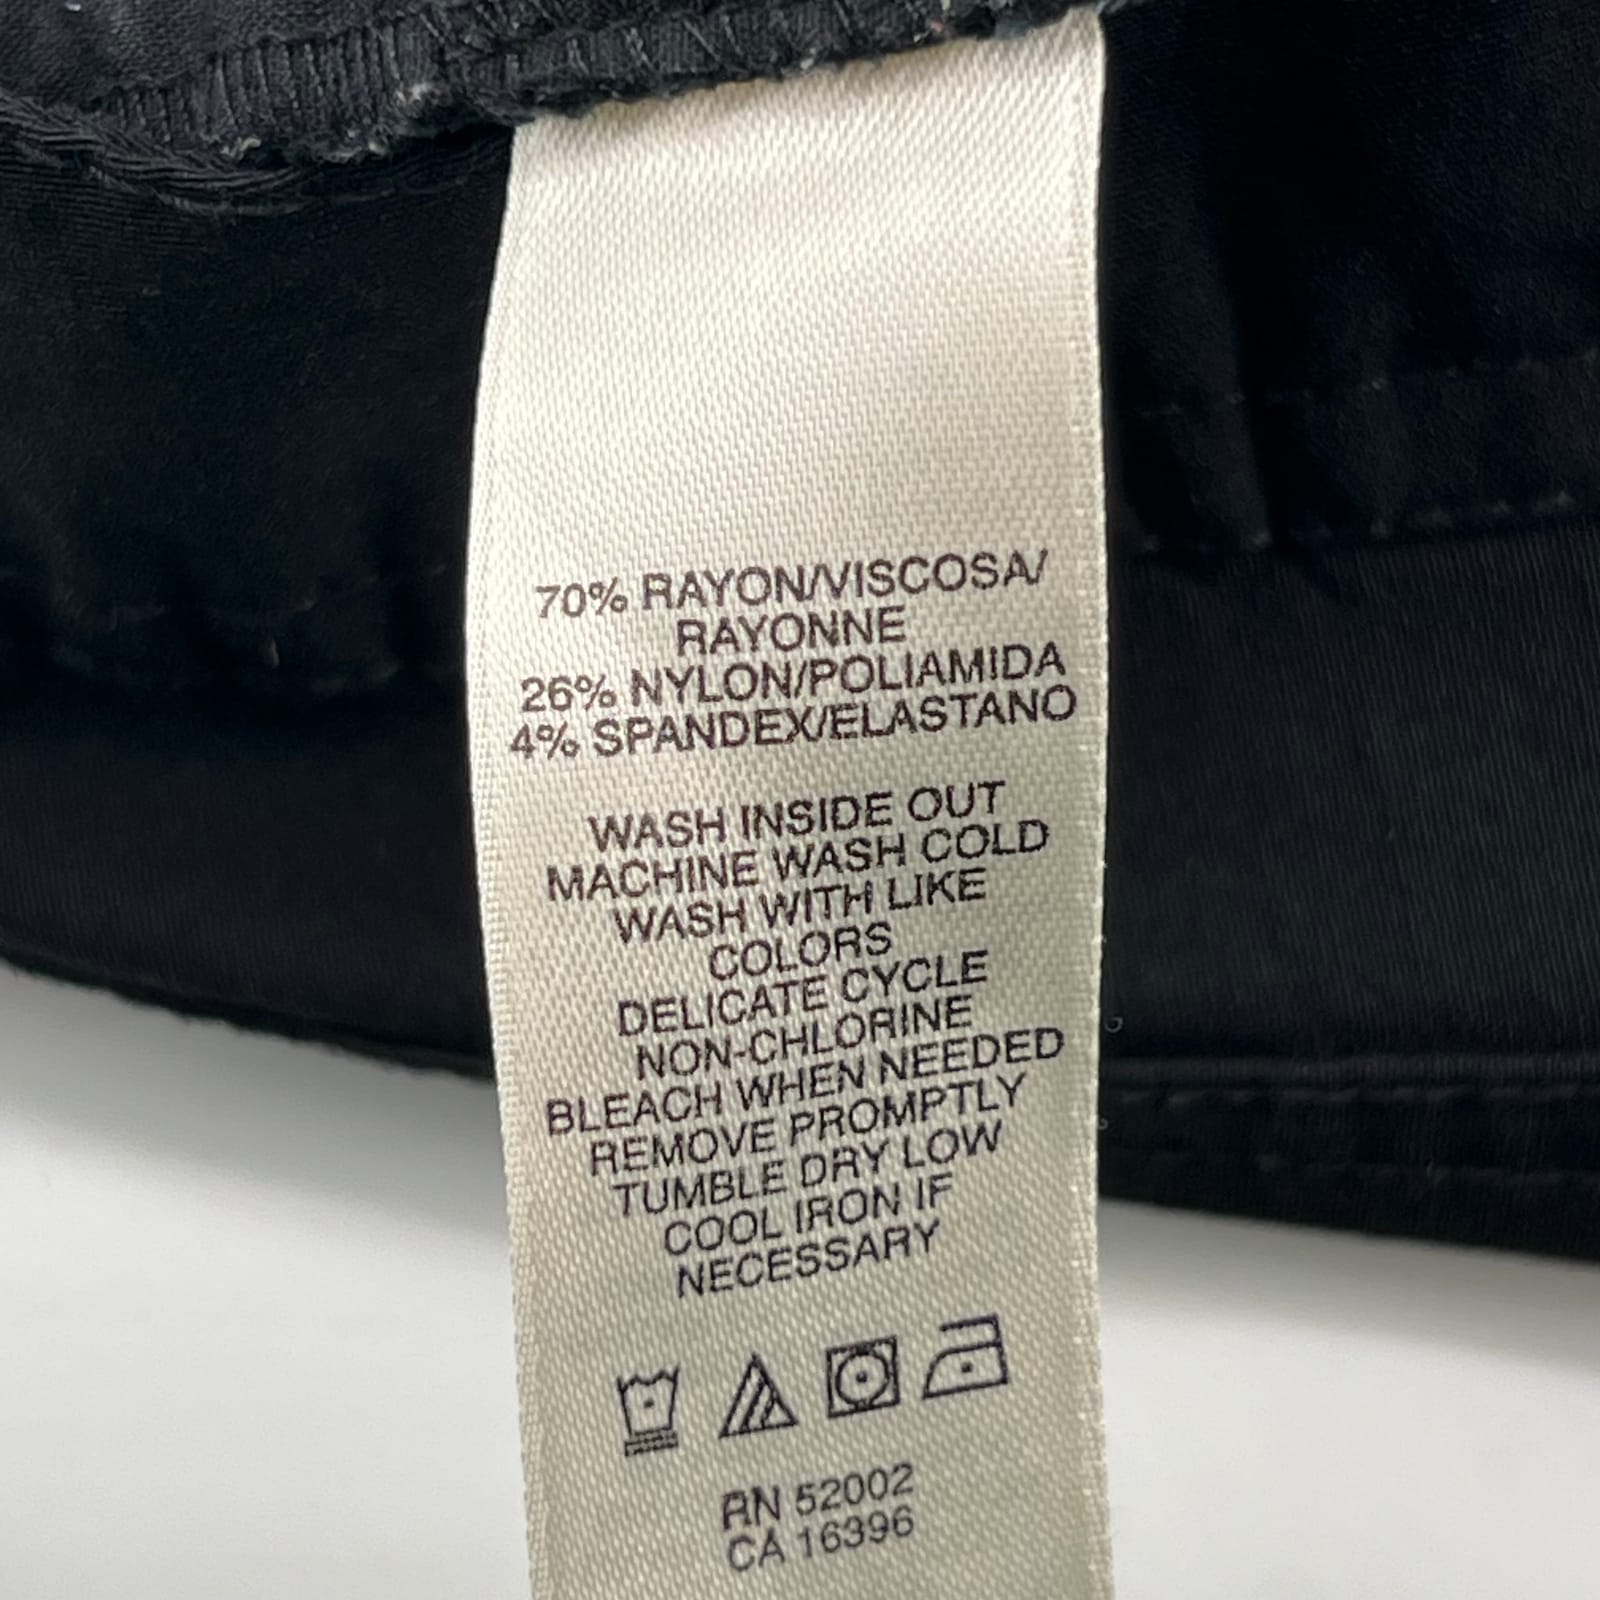 70% RAYON/VISCOSA/
RAYONNE
26% NYLON/POLIAMIDA
4% SPANDEX/ELASTANO
WASH INSIDE OUT
MACHINE WASH COLD
WASH WITH LIKE
COLORS
DELICATE CYCLE
NON-CHLORINE
BLEACH WHEN NEEDED
REMOVE PROMPTLY
TUMBLE DRY LOW
COOL IRON IF
NECESSARY
RN 52002
CA 16396